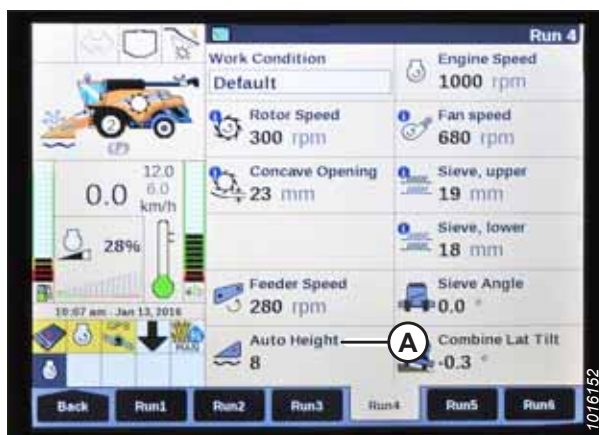 Run 4
Work Condition
Default
Engine Speed
1000 rpm
Rotor Speed
300 rpm
Fan speed
680 rpm
Concave Opening
23 mm
Sieve, upper
19 mm
Sieve, lower
18 mm
Feeder Speed
280 rpm
Sieve Angle
0.0 °
Auto Height
8
A
Combine Lat Tilt
-0.3 °
2
(P)
0.0
12.0
6.0
km/h
28%
10:07 am Jan 13, 2016
GPS
MAN
Back
Run1
Run2
Run3
Run4
Run5
Run6
1016152